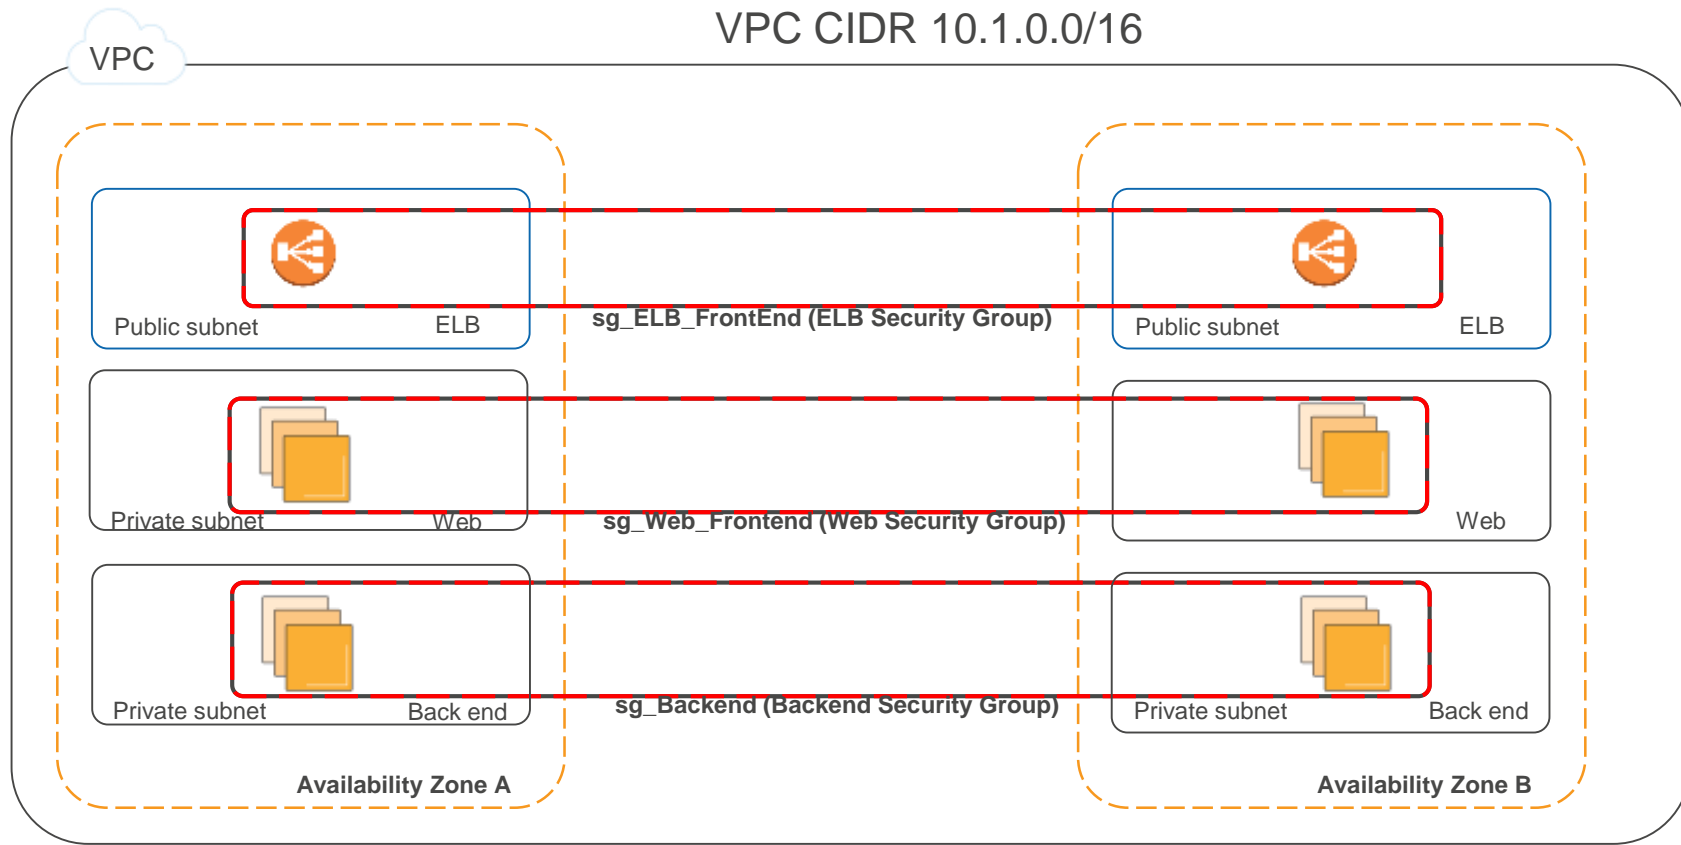 VPC CIDR 10.1.0.0/16
VPC
Public subnet
ELB
sg_ELB_FrontEnd (ELB Security Group)
Public subnet
ELB
Private subnet
Web
sg_Web_Frontend (Web Security Group)
Web
Private subnet
Back end
sg_Backend (Backend Security Group)
Private subnet
Back end
Availability Zone A
Availability Zone B